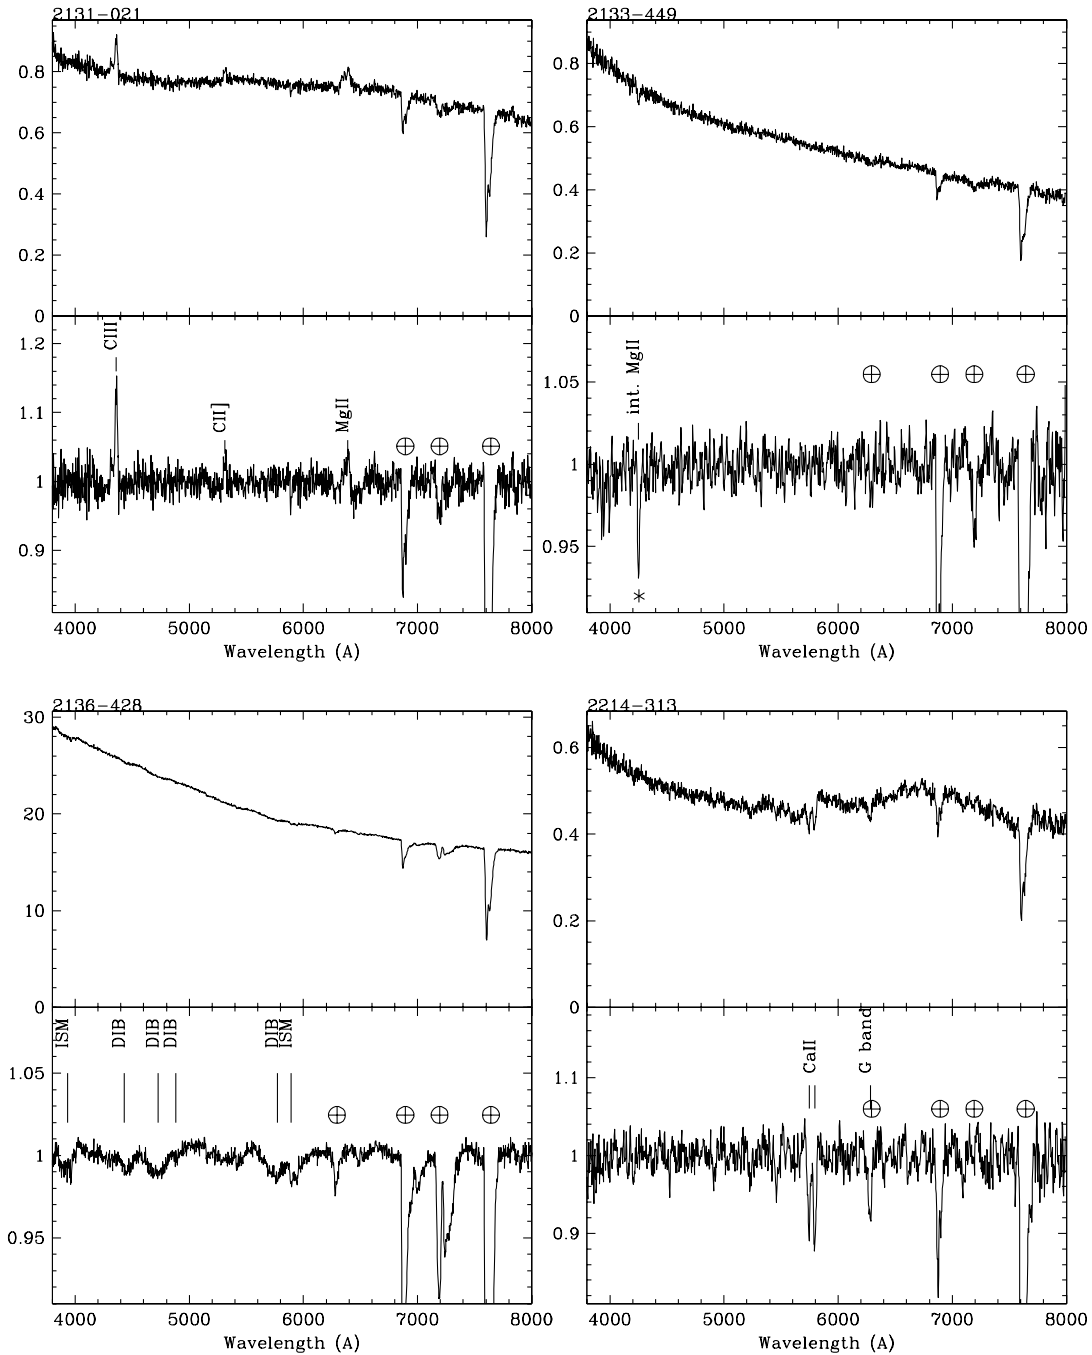 2131-021
0.8
0.6
0.4
0.2
0
1.2
1.1
1
0.9
CIII
CII]
MgII
4000 5000 6000 7000 8000
Wavelength (A)
2133-449
0.8
0.6
0.4
0.2
0
1.05
1
0.95
int. MgII
*
4000 5000 6000 7000 8000
Wavelength (A)
2136-428
30
20
10
0
1.05
1
0.95
ISM
DIB
DIB
DIB
DIB
ISM
4000 5000 6000 7000 8000
Wavelength (A)
2214-313
0.6
0.4
0.2
0
1.1
1
0.9
CaII
G band
4000 5000 6000 7000 8000
Wavelength (A)